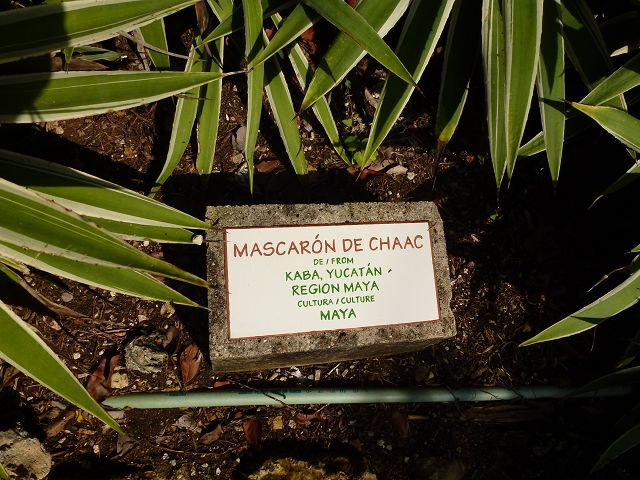 MASCARÓN DE CHAAC
DE / FROM
KABA, YUCATÁN -
REGION MAYA
CULTURA / CULTURE
MAYA